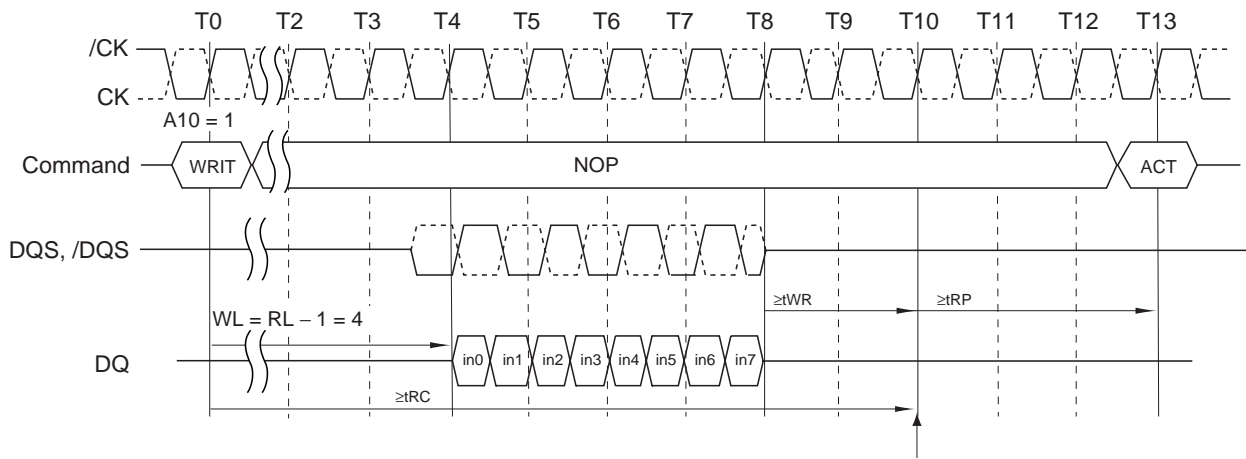 T0 T2 T3 T4 T5 T6 T7 T8 T9 T10 T11 T12 T13
/CK
CK
A10 = 1
Command WRIT NOP ACT
DQS, /DQS
≥tWR ≥tRP
WL = RL − 1 = 4
DQ in0 in1 in2 in3 in4 in5 in6 in7
≥tRC